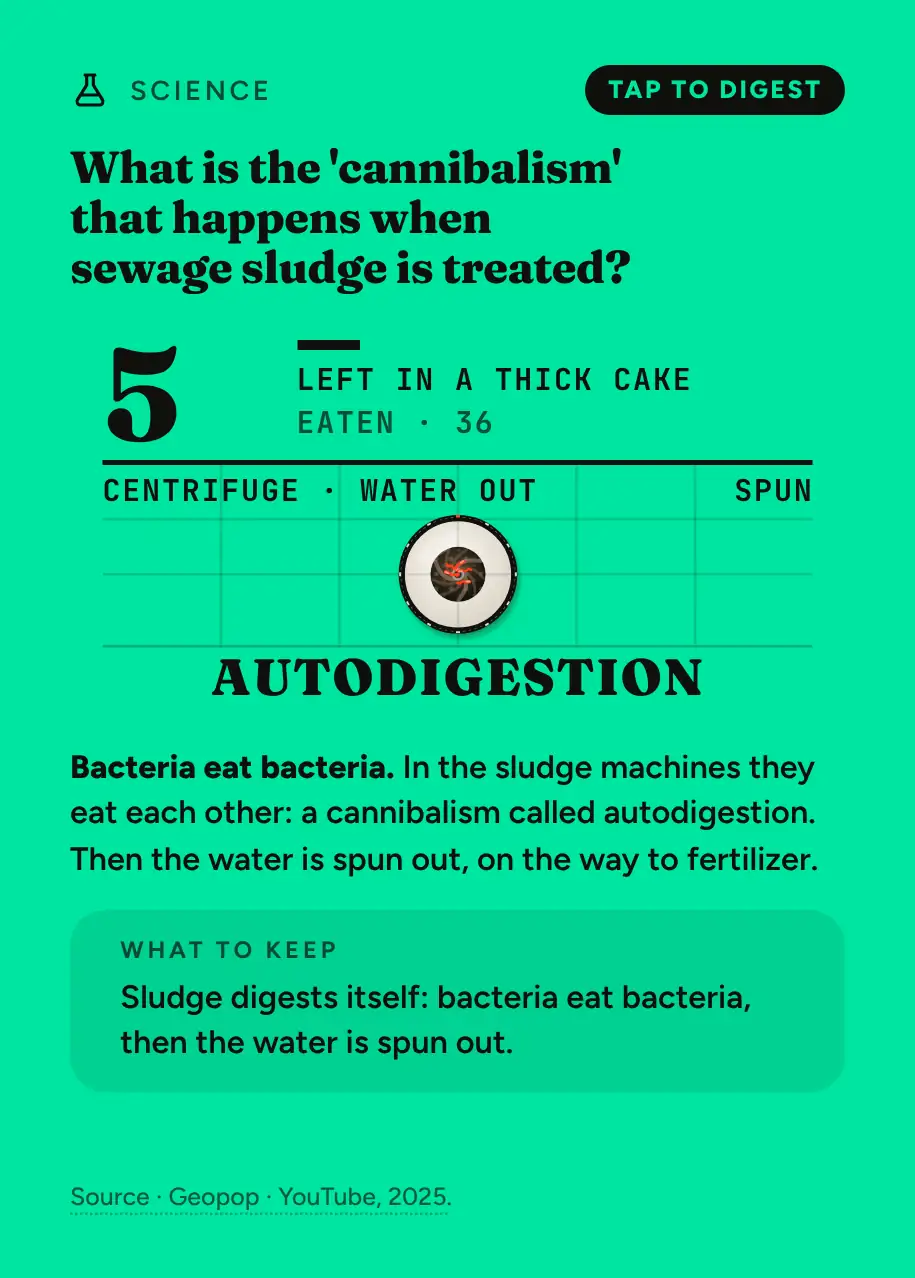 SCIENCE
TAP TO DIGEST
What is the 'cannibalism'
that happens when
sewage sludge is treated?
5
LEFT IN A THICK CAKE
EATEN · 36
CENTRIFUGE · WATER OUT
SPUN
AUTODIGESTION
Bacteria eat bacteria. In the sludge machines they
eat each other: a cannibalism called autodigestion.
Then the water is spun out, on the way to fertilizer.
WHAT TO KEEP
Sludge digests itself: bacteria eat bacteria,
then the water is spun out.
Source · Geopop · YouTube, 2025.